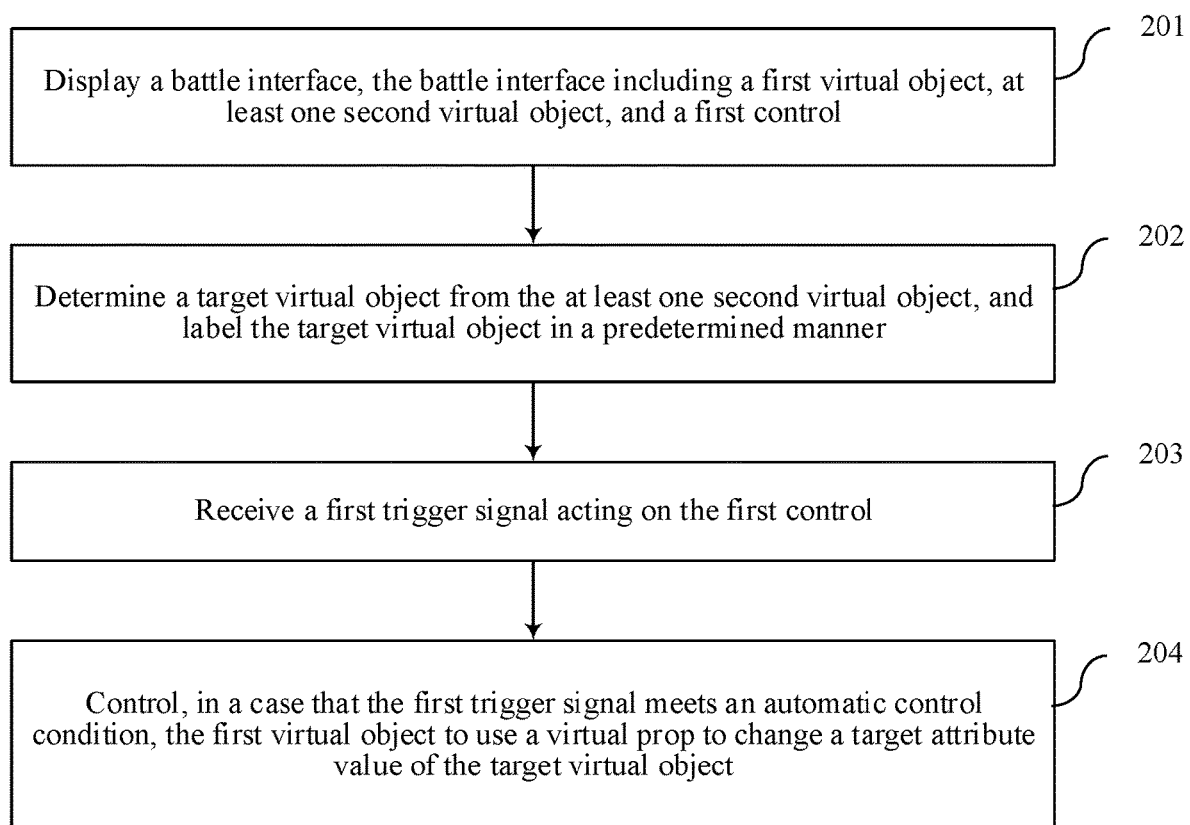 201
Display a battle interface, the battle interface including a first virtual object, at
least one second virtual object, and a first control
202
Determine a target virtual object from the at least one second virtual object, and
label the target virtual object in a predetermined manner
203
Receive a first trigger signal acting on the first control
204
Control, in a case that the first trigger signal meets an automatic control
condition, the first virtual object to use a virtual prop to change a target attribute
value of the target virtual object